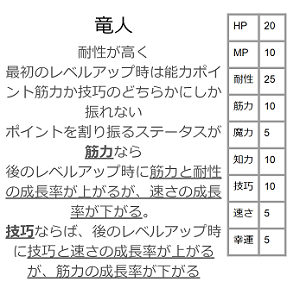 竜人
耐性が高く
最初のレベルアップ時は能力ポイ
ント筋力か技巧のどちらかにしか
振れない
ポイントを割り振るステータスが
筋力なら
後のレベルアップ時に筋力と耐性
の成長率が上がるが、速さの成長
率が下がる。
技巧ならば、後のレベルアップ時
に技巧と速さの成長率が上がる
が、筋力の成長率が下がる
HP 20
MP 10
耐性 25
筋力 10
魔力 5
知力 10
技巧 10
速さ 5
幸運 5